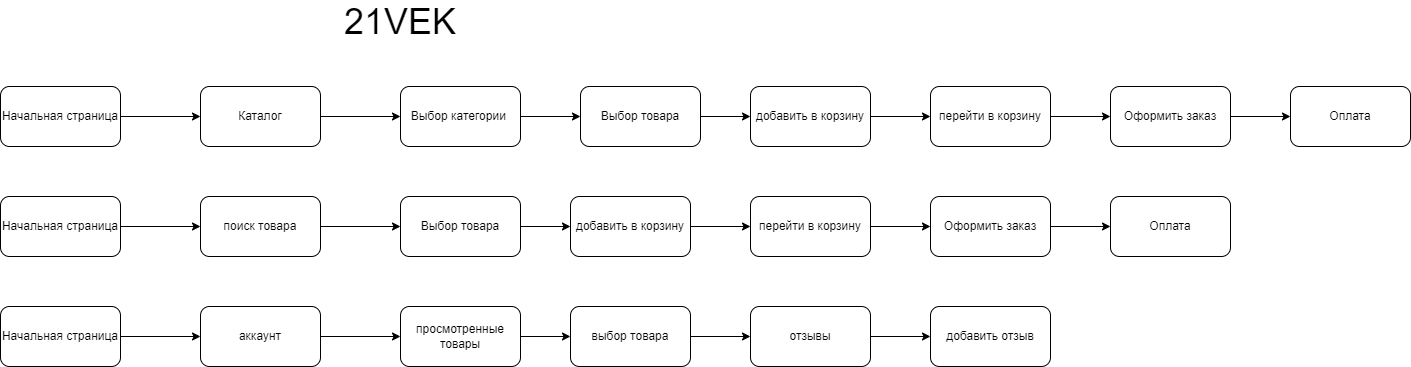 21VEK
Начальная страница
Каталог
Выбор категории
Выбор товара
добавить в корзину
перейти в корзину
Оформить заказ
Оплата
Начальная страница
поиск товара
Выбор товара
добавить в корзину
перейти в корзину
Оформить заказ
Оплата
Начальная страница
аккаунт
просмотренные
товары
выбор товара
отзывы
добавить отзыв